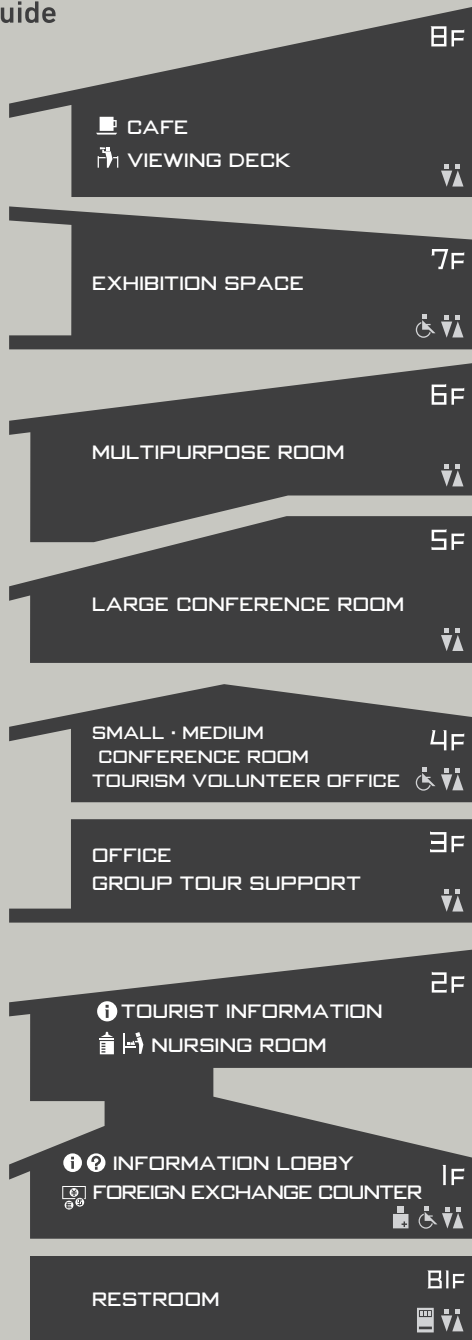 uide
8F
CAFE
VIEWING DECK
7F
EXHIBITION SPACE
6F
MULTIPURPOSE ROOM
5F
LARGE CONFERENCE ROOM
4F
SMALL · MEDIUM
CONFERENCE ROOM
TOURISM VOLUNTEER OFFICE
3F
OFFICE
GROUP TOUR SUPPORT
2F
TOURIST INFORMATION
NURSING ROOM
INFORMATION LOBBY
1F
FOREIGN EXCHANGE COUNTER
B1F
RESTROOM